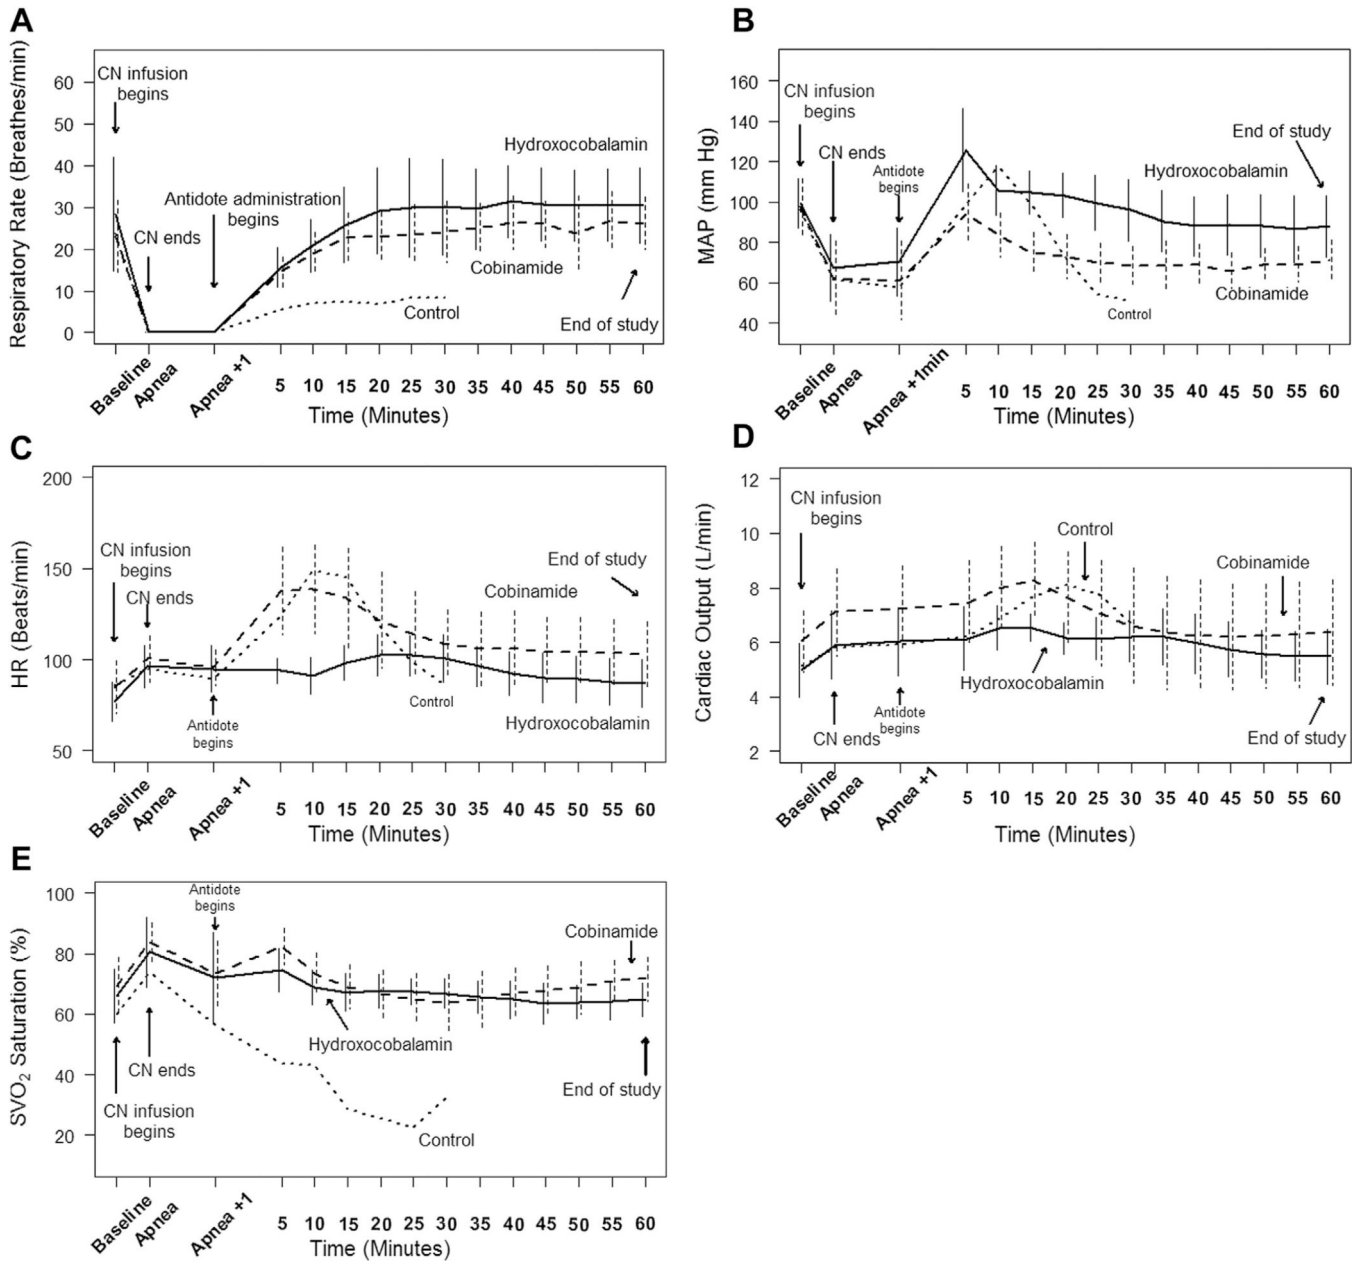 A
Respiratory Rate (Breathes/min)
60
50
40
30
20
10
0
CN infusion
begins
CN ends
Antidote administration
begins
Hydroxocobalamin
Cobinamide
Control
End of study
Baseline
Apnea
Apnea +1
5 10 15 20 25 30 35 40 45 50 55 60
Time (Minutes)
B
MAP (mm Hg)
160
140
120
100
80
60
40
CN infusion
begins
CN ends
Antidote
begins
End of study
Hydroxocobalamin
Cobinamide
Control
Baseline
Apnea
Apnea +1min
5 10 15 20 25 30 35 40 45 50 55 60
Time (Minutes)
C
HR (Beats/min)
200
150
100
50
CN infusion
begins
CN ends
Antidote
begins
End of study
Cobinamide
Control
Hydroxocobalamin
Baseline
Apnea
Apnea +1
5 10 15 20 25 30 35 40 45 50 55 60
Time (Minutes)
D
Cardiac Output (L/min)
12
10
8
6
4
2
CN infusion
begins
Control
Cobinamide
Hydroxocobalamin
CN ends
Antidote
begins
End of study
Baseline
Apnea
Apnea +1
5 10 15 20 25 30 35 40 45 50 55 60
Time (Minutes)
E
SVO₂ Saturation (%)
100
80
60
40
20
Antidote
begins
Cobinamide
Hydroxocobalamin
CN ends
CN infusion
begins
End of study
Control
Baseline
Apnea
Apnea +1
5 10 15 20 25 30 35 40 45 50 55 60
Time (Minutes)